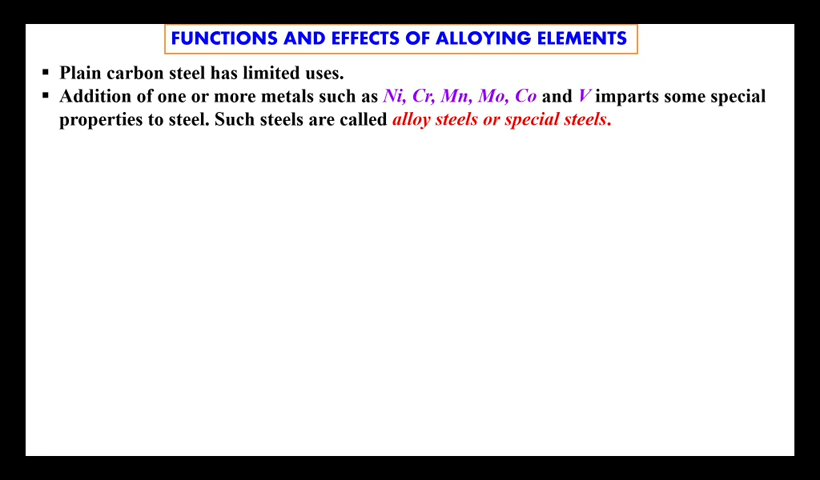 FUNCTIONS AND EFFECTS OF ALLOYING ELEMENTS
▪ Plain carbon steel has limited uses.
▪ Addition of one or more metals such as Ni, Cr, Mn, Mo, Co and V imparts some special
properties to steel. Such steels are called alloy steels or special steels.